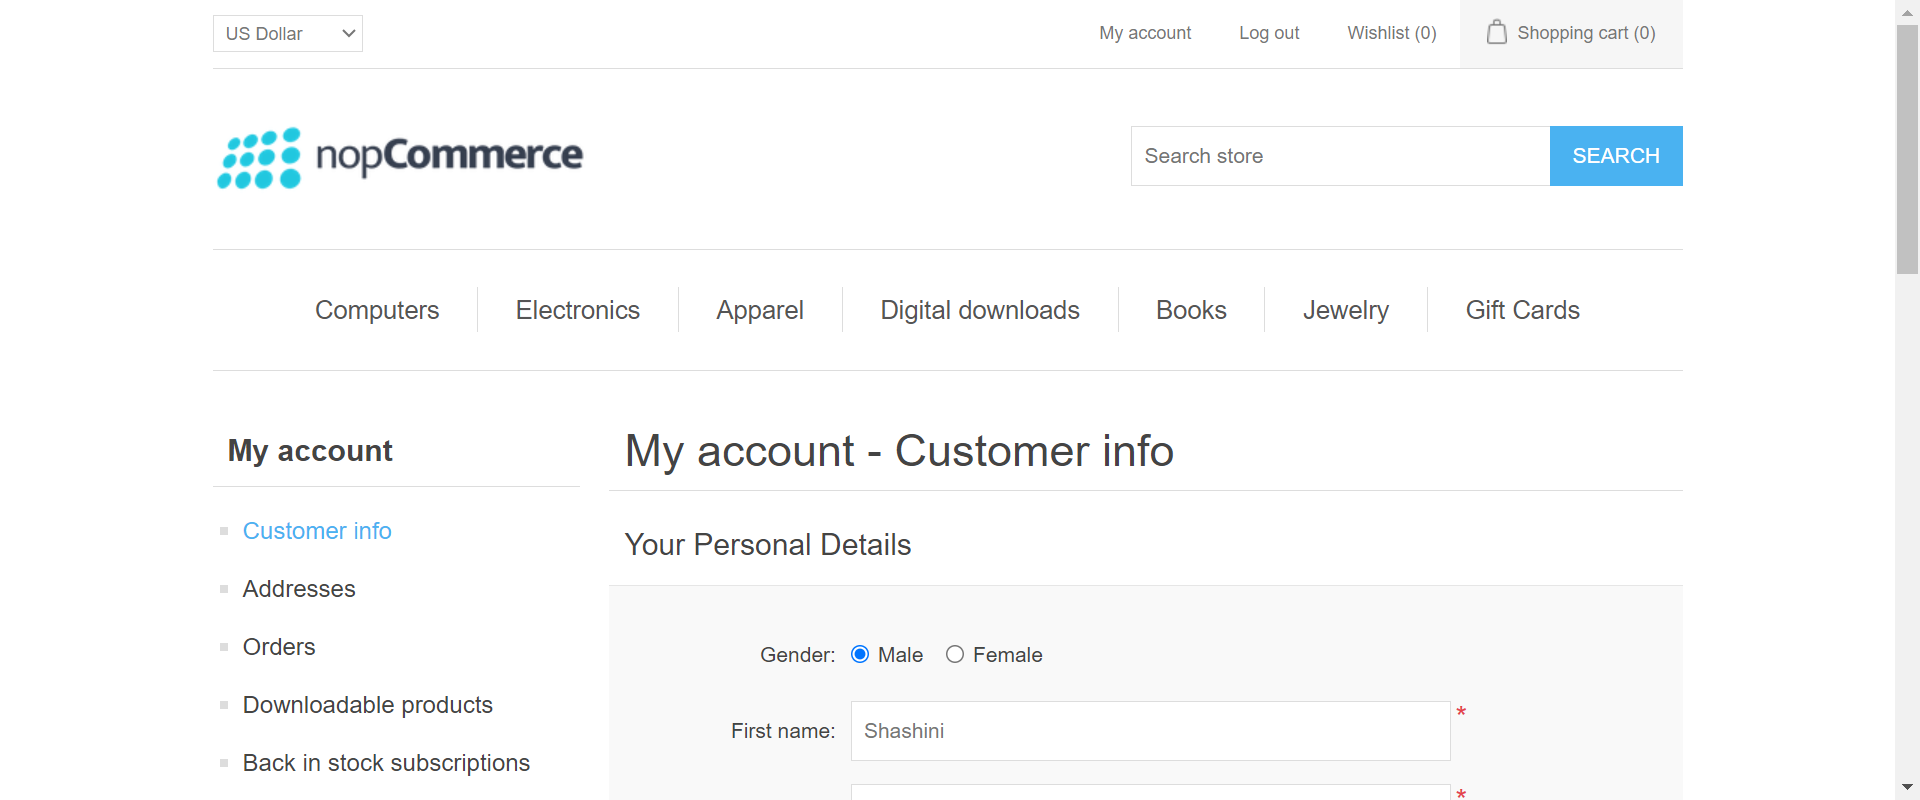 US Dollar
My account
Log out
Wishlist (0)
Shopping cart (0)
nopCommerce
Search store
SEARCH
Computers
Electronics
Apparel
Digital downloads
Books
Jewelry
Gift Cards
My account
Customer info
Addresses
Orders
Downloadable products
Back in stock subscriptions
My account - Customer info
Your Personal Details
Gender: Male Female
First name: Shashini *
*